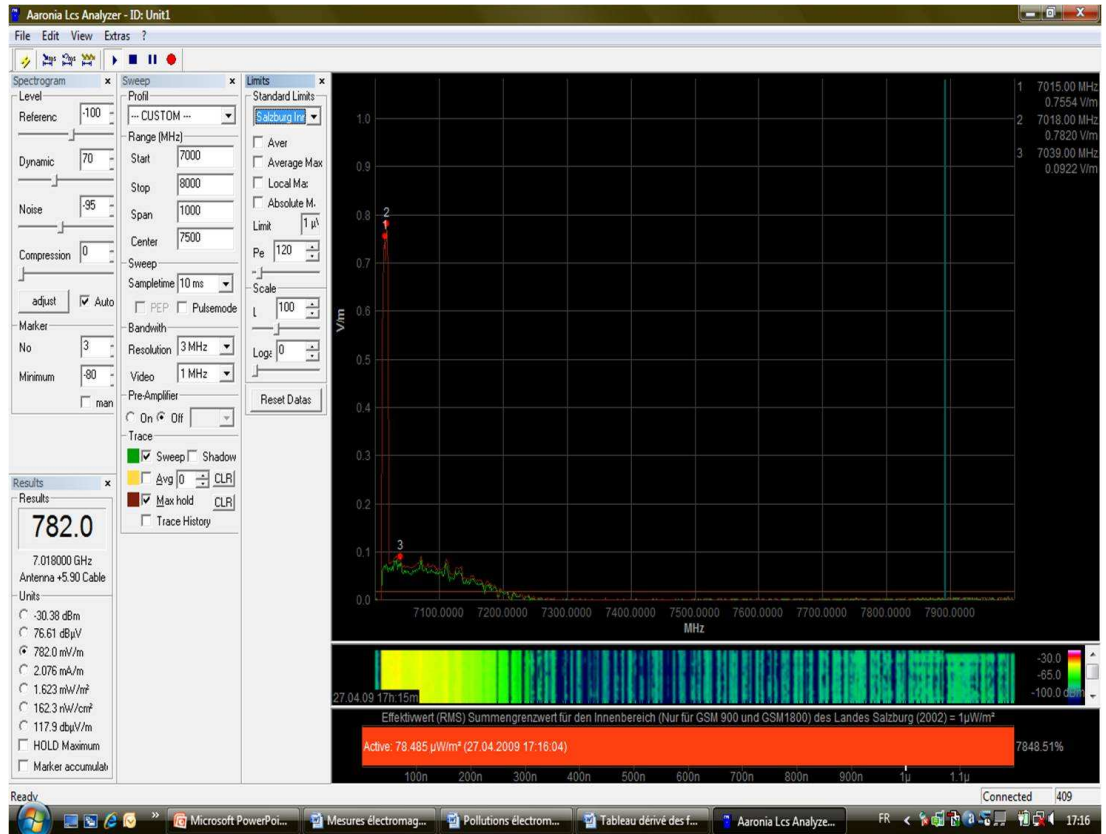 Aaronia Lcs Analyzer - ID: Unit1
File Edit View Extras ?
Spectrogram
Level
Referenc -100
Dynamic 70
Noise -95
Compression 0
adjust Auto
Marker
No 3
Minimum -80
man
Sweep
Profil
--- CUSTOM ---
Range (MHz)
Start 7000
Stop 8000
Span 1000
Center 7500
Sweep
Sampletime 10 ms
PEP Pulsemode
Bandwith
Resolution 3 MHz
Video 1 MHz
Pre-Amplifier
On Off
Trace
Sweep Shadow
Avg 0 CLR
Max hold CLR
Trace History
Limits
Standard Limits
Salzburg Inr
Aver
Average Max
Local Ma:
Absolute M.
Limit 1 µ
Pe 120
Scale
L 100
Loga 0
Reset Datas
Results
Results
782.0
7.018000 GHz
Antenna +5.90 Cable
Units
-30.38 dBm
76.61 dBµV
782.0 mV/m
2.076 mA/m
1.623 mW/m²
162.3 nW/cm²
117.9 dbµV/m
HOLD Maximum
Marker accumulat
1 7015.00 MHz
0.7554 V/m
2 7018.00 MHz
0.7820 V/m
3 7039.00 MHz
0.0922 V/m
1.0
0.9
0.8
0.7
0.6
0.5
0.4
0.3
0.2
0.1
0.0
V/m
2
1
3
7100.0000 7200.0000 7300.0000 7400.0000 7500.0000 7600.0000 7700.0000 7800.0000 7900.0000
MHz
-30.0
-65.0
-100.0 dBm
27.04.09 17h:15m
Effektivwert (RMS) Summengrenzwert für den Innenbereich (Nur für GSM 900 und GSM1800) des Landes Salzburg (2002) = 1µW/m²
Active: 78.485 µW/m² (27.04.2009 17:16:04) 7848.51%
100n 200n 300n 400n 500n 600n 700n 800n 900n 1µ 1.1µ
Ready Connected 409
Microsoft PowerPoi... Mesures électromag... Pollutions électrom... Tableau dérivé des f... Aaronia Lcs Analyze... FR 17:16